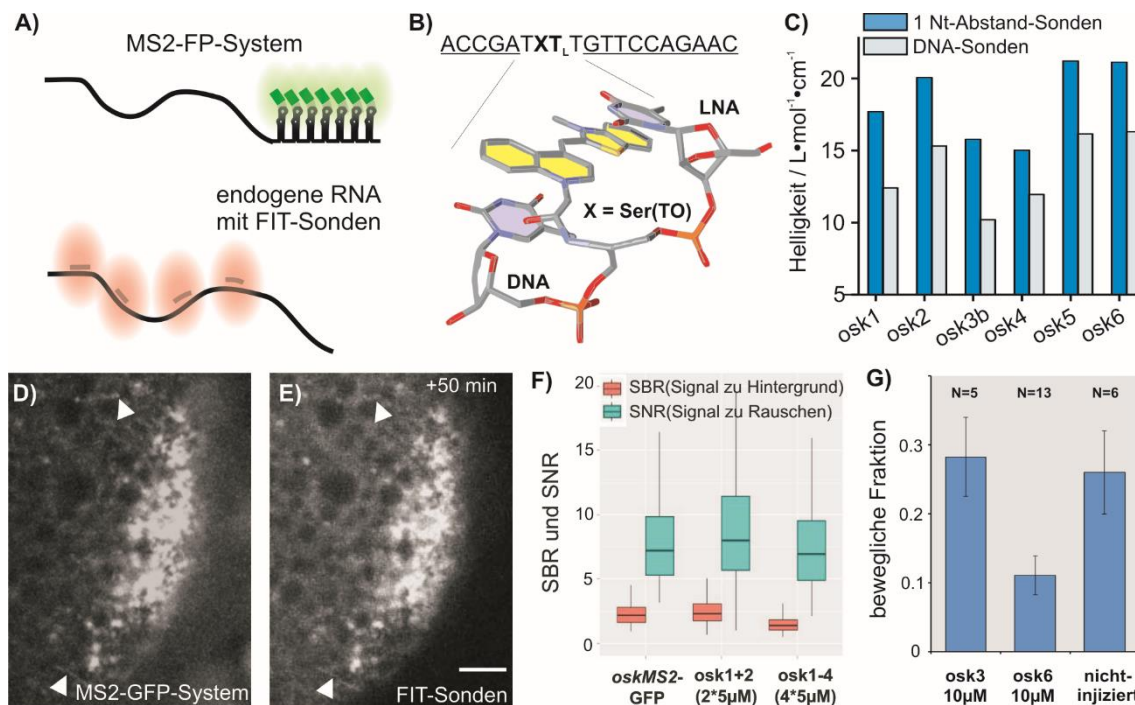 A)
MS2-FP-System
endogene RNA
mit FIT-Sonden
B)
ACCGATXT_LTGTTCCAGAAC
LNA
X = Ser(TO)
DNA
C)
1 Nt-Abstand-Sonden
DNA-Sonden
Helligkeit / L•mol⁻¹•cm⁻¹
20
15
10
5
osk1
osk2
osk3b
osk4
osk5
osk6
D)
MS2-GFP-System
E)
+50 min
FIT-Sonden
F)
SBR(Signal zu Hintergrund)
SNR(Signal zu Rauschen)
SBR und SNR
20
15
10
5
0
oskMS2-
GFP
osk1+2
(2*5µM)
osk1-4
(4*5µM)
G)
N=5
N=13
N=6
bewegliche Fraktion
0.3
0.2
0.1
0
osk3
10µM
osk6
10µM
nicht-
injiziert